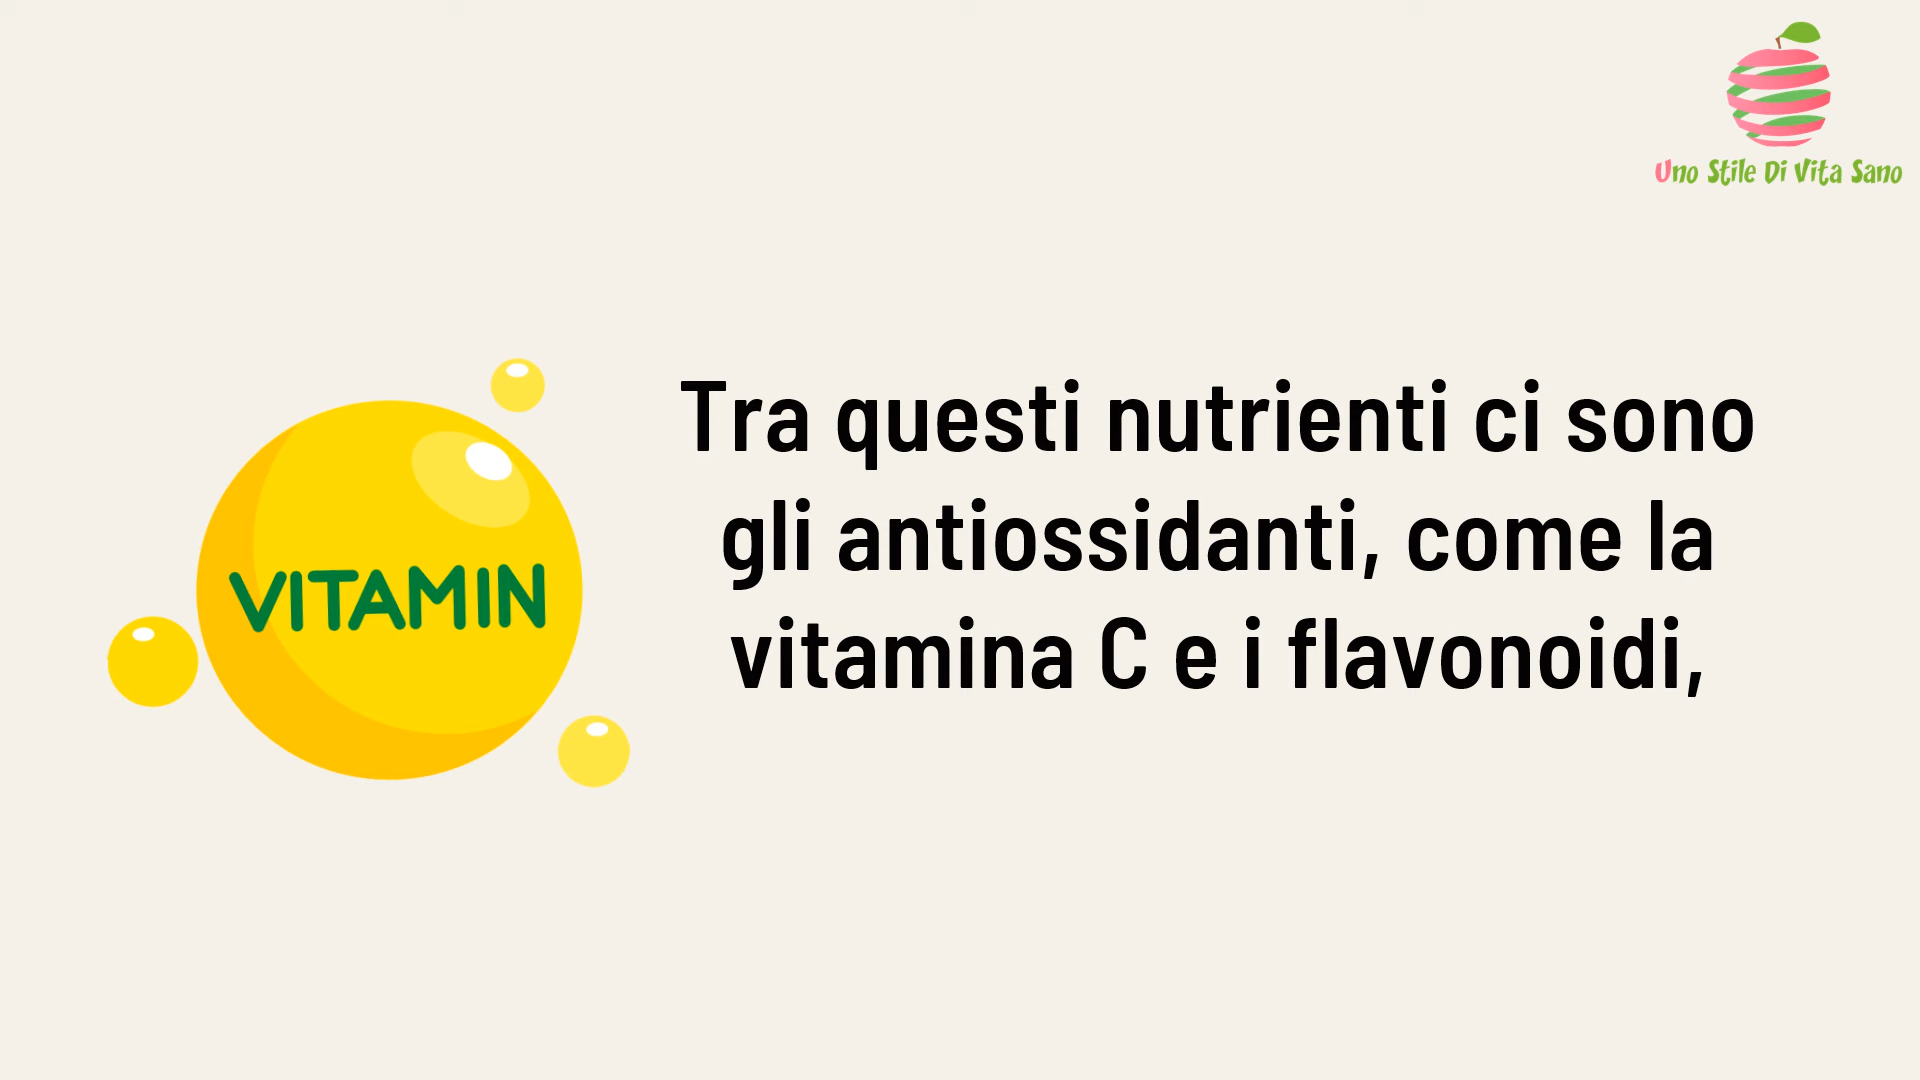 Uno Stile Di Vita Sano
Tra questi nutrienti ci sono
gli antiossidanti, come la
vitamina C e i flavonoidi,
VITAMIN